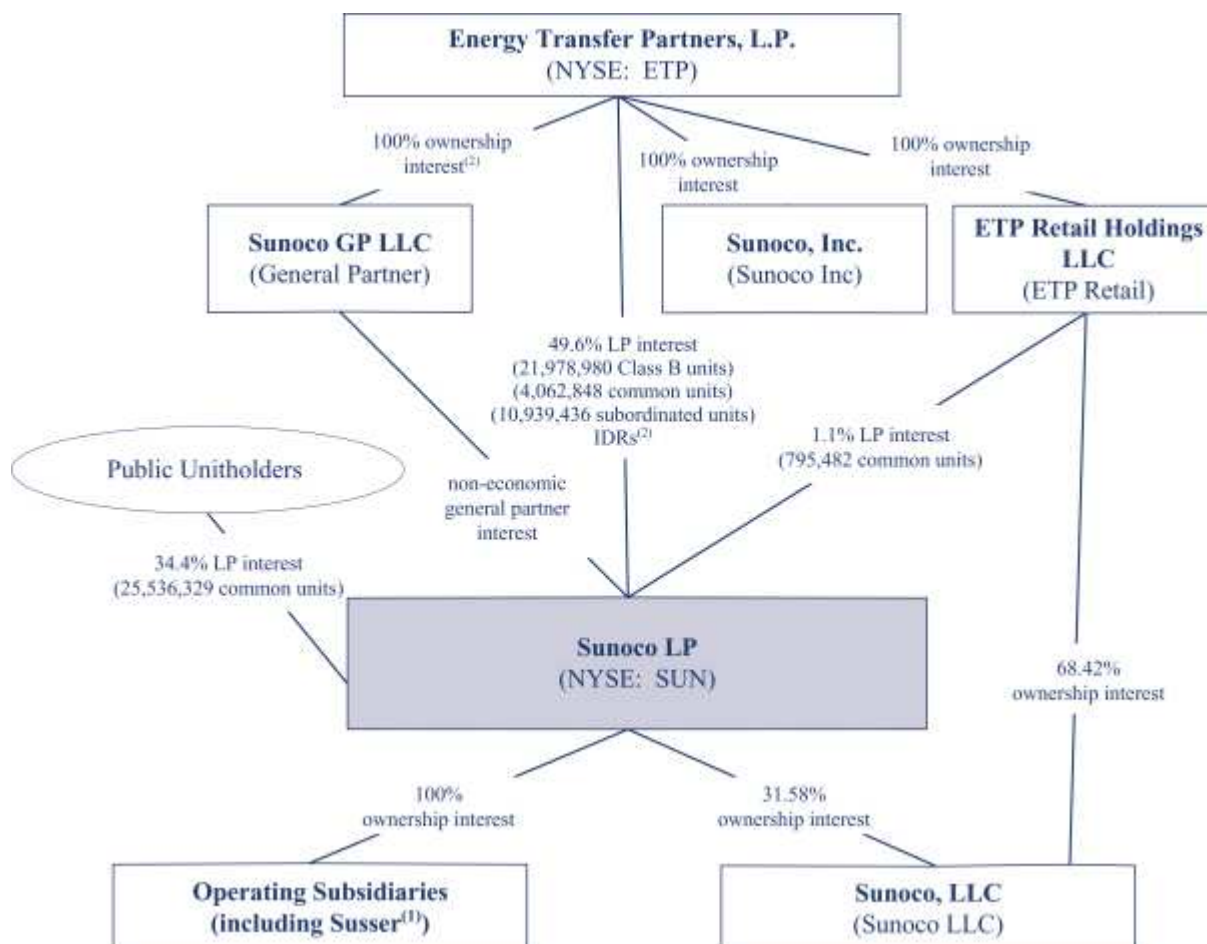 Energy Transfer Partners, L.P.
(NYSE: ETP)
100% ownership
interest(2)
100% ownership
interest
100% ownership
interest
Sunoco GP LLC
(General Partner)
Sunoco, Inc.
(Sunoco Inc)
ETP Retail Holdings
LLC
(ETP Retail)
49.6% LP interest
(21,978,980 Class B units)
(4,062,848 common units)
(10,939,436 subordinated units)
IDRs(2)
1.1% LP interest
(795,482 common units)
Public Unitholders
non-economic
general partner
interest
34.4% LP interest
(25,536,329 common units)
Sunoco LP
(NYSE: SUN)
68.42%
ownership interest
100%
ownership interest
31.58%
ownership interest
Operating Subsidiaries
(including Susser(1))
Sunoco, LLC
(Sunoco LLC)